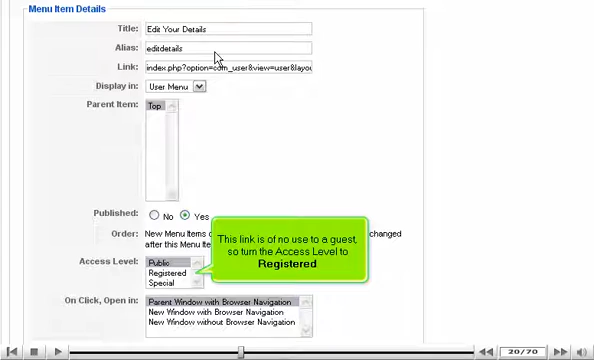 Menu Item Details
Title: Edit Your Details
Alias: editdetails
Link: index.php?option=com_user&view=user&layou
Display in: User Menu
Parent Item: Top
Published: No Yes
Order: New Menu Items changed
after this Menu Ite
This link is of no use to a guest,
so turn the Access Level to
Registered
Access Level: Public
Registered
Special
On Click, Open in: Parent Window with Browser Navigation
New Window with Browser Navigation
New Window without Browser Navigation
20/70